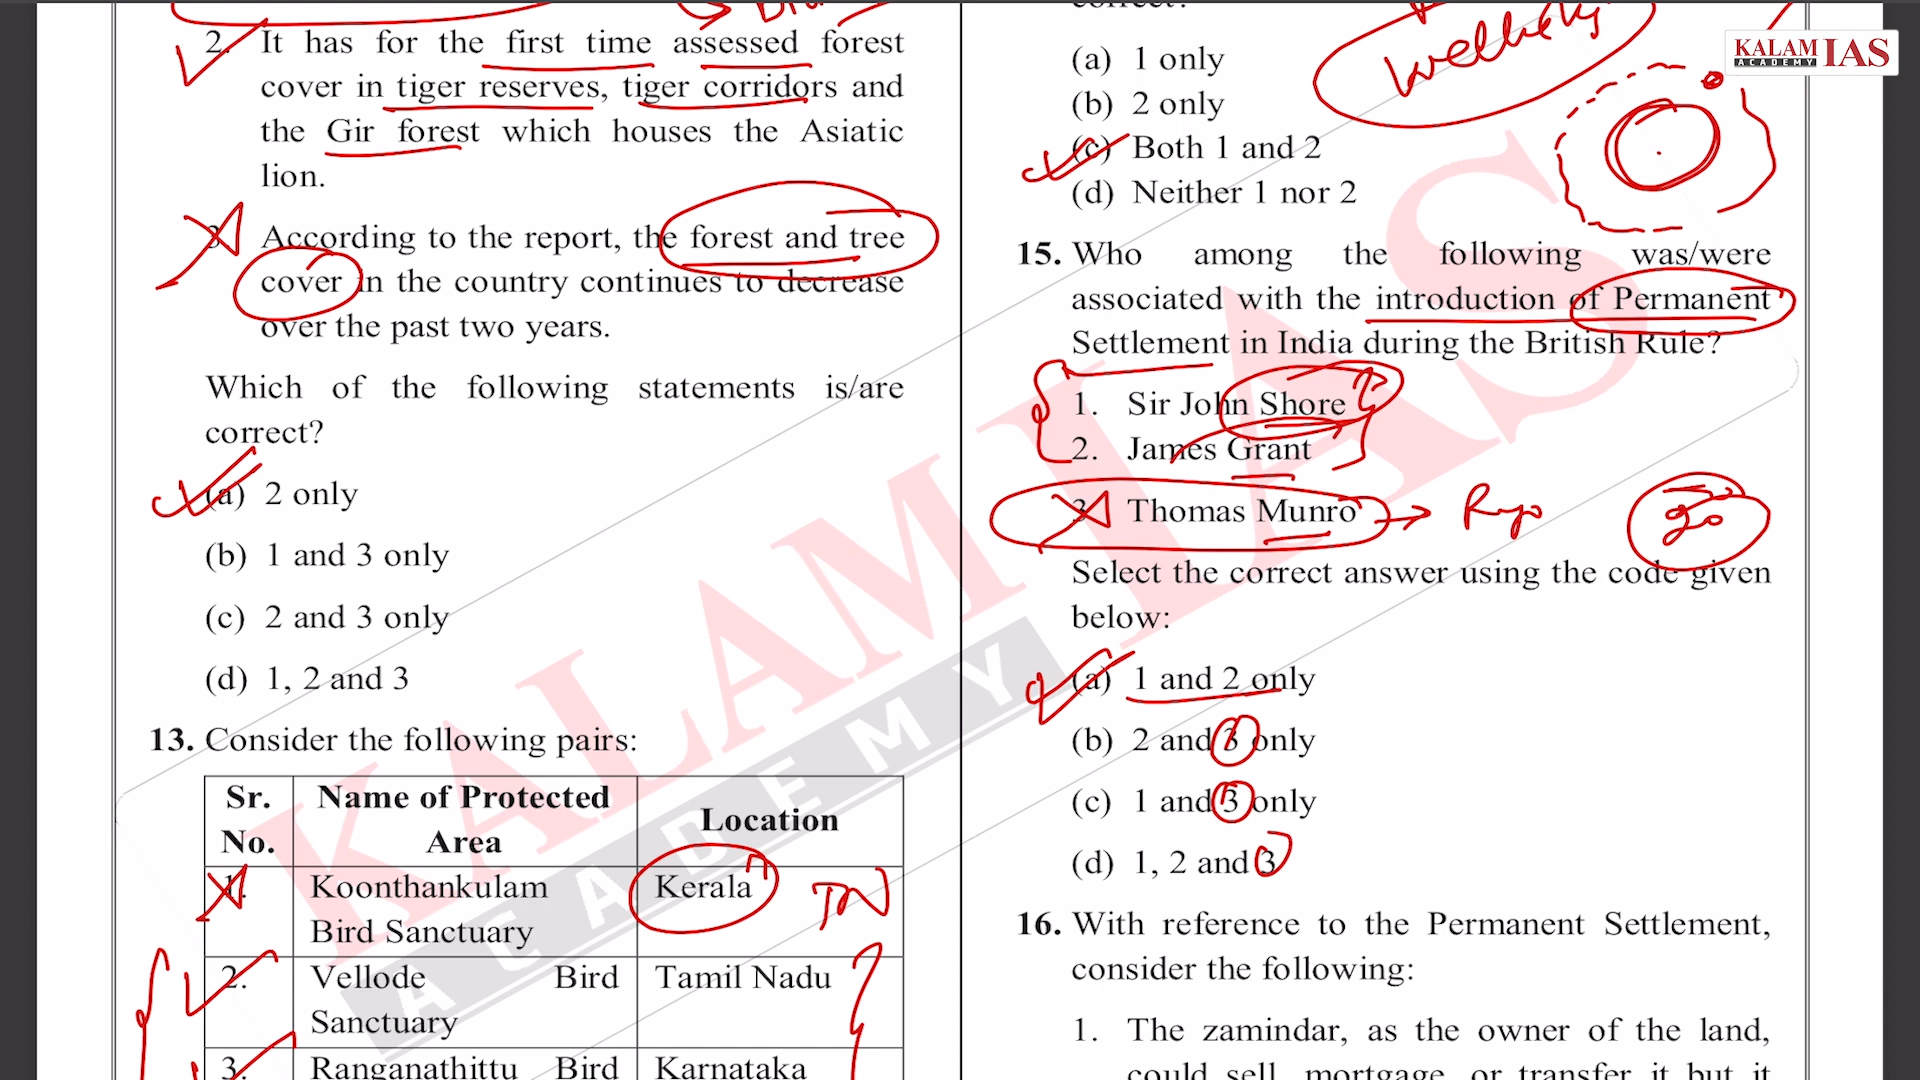 2. It has for the first time assessed forest
cover in tiger reserves, tiger corridors and
the Gir forest which houses the Asiatic
lion.
According to the report, the forest and tree
cover in the country continues to decrease
over the past two years.
Which of the following statements is/are
correct?
(a) 2 only
(b) 1 and 3 only
(c) 2 and 3 only
(d) 1, 2 and 3
13. Consider the following pairs:
Sr. No.
Name of Protected Area
Location
1.
Koonthankulam Bird Sanctuary
Kerala
TN
2.
Vellode Bird Sanctuary
Tamil Nadu
3.
Ranganathittu Bird
Karnataka
correct?
(a) 1 only
(b) 2 only
(c) Both 1 and 2
(d) Neither 1 nor 2
15. Who among the following was/were
associated with the introduction of Permanent
Settlement in India during the British Rule?
1. Sir John Shore
2. James Grant
3. Thomas Munro
Select the correct answer using the code given
below:
(a) 1 and 2 only
(b) 2 and 3 only
(c) 1 and 3 only
(d) 1, 2 and 3
16. With reference to the Permanent Settlement,
consider the following:
1. The zamindar, as the owner of the land,
could sell, mortgage, or transfer it but it
KALAM IAS
ACADEMY
KALAM IAS
ACADEMY